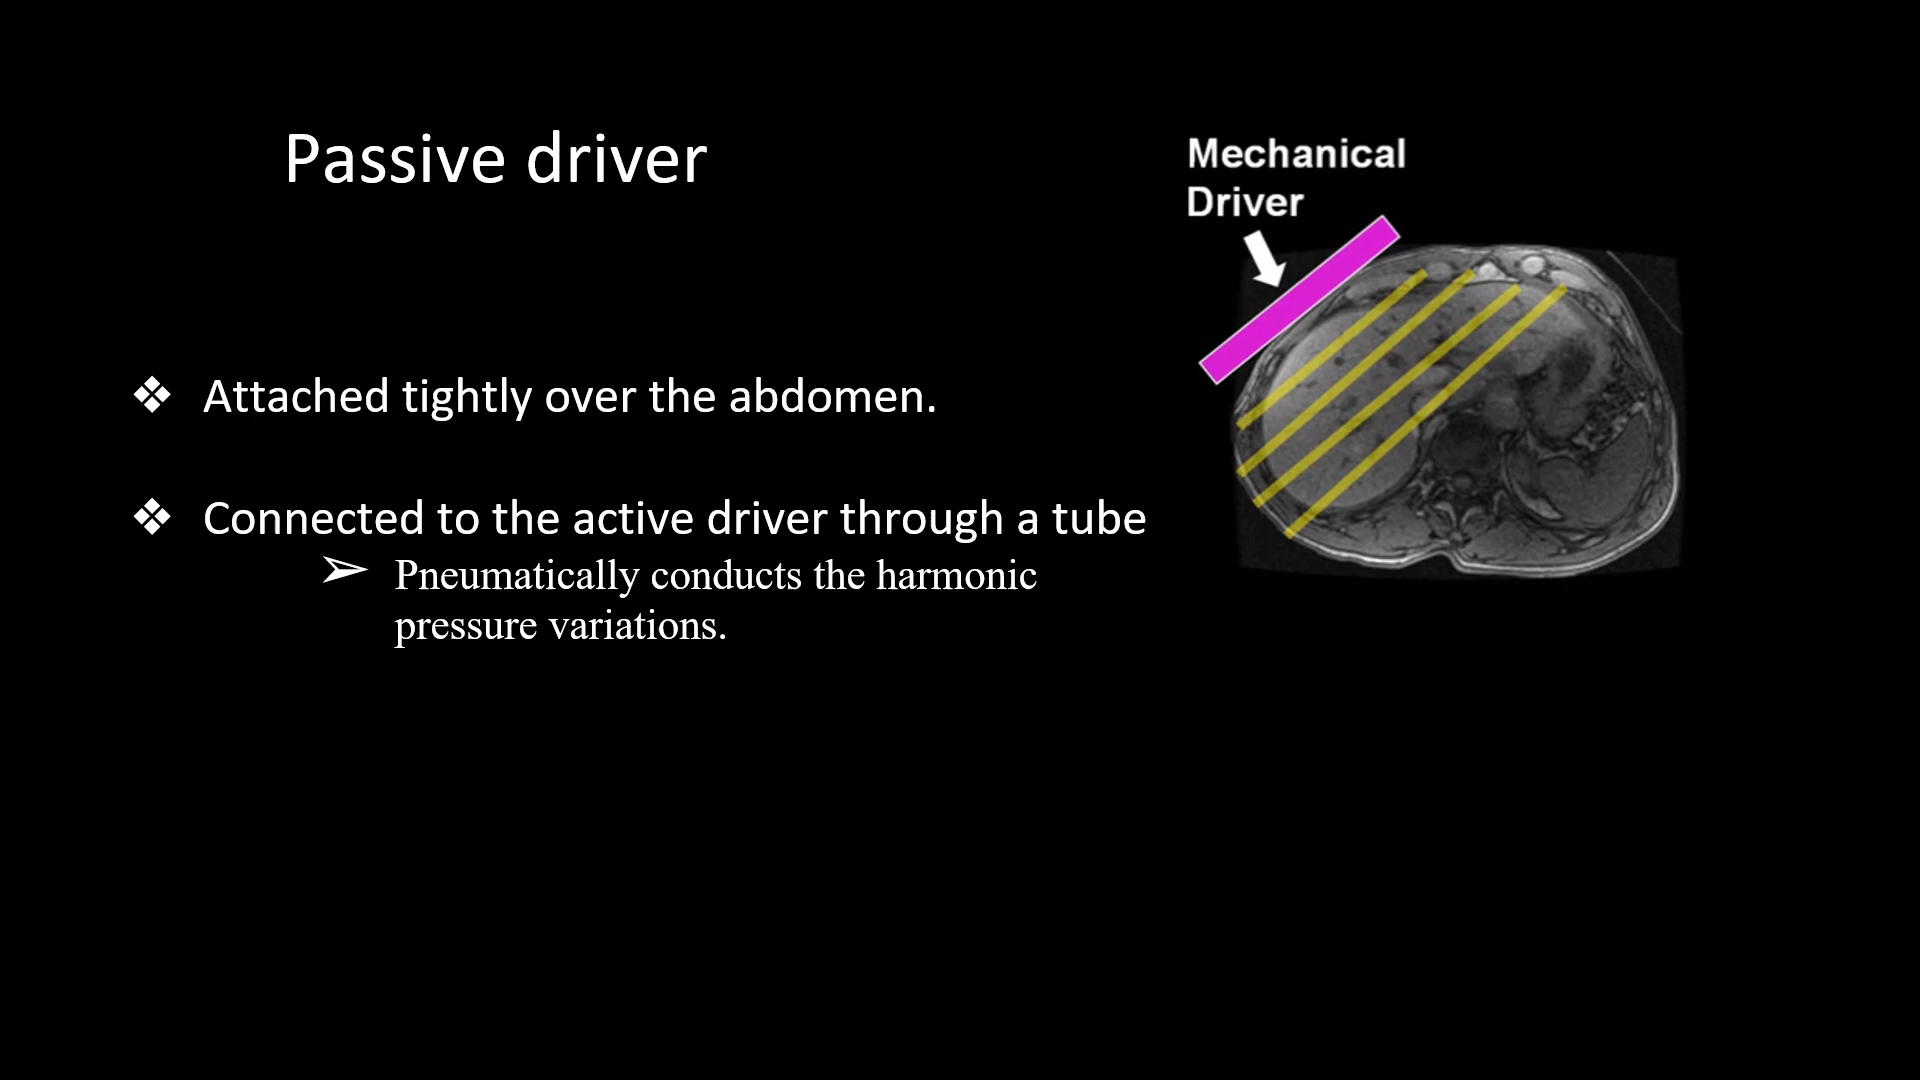 Passive driver
Mechanical
Driver
❖ Attached tightly over the abdomen.
❖ Connected to the active driver through a tube
➢ Pneumatically conducts the harmonic
pressure variations.